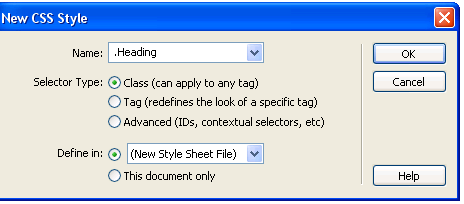 New CSS Style
Name: .Heading
OK
Selector Type: Class (can apply to any tag)
Cancel
Tag (redefines the look of a specific tag)
Advanced (IDs, contextual selectors, etc)
Define in: (New Style Sheet File)
This document only
Help